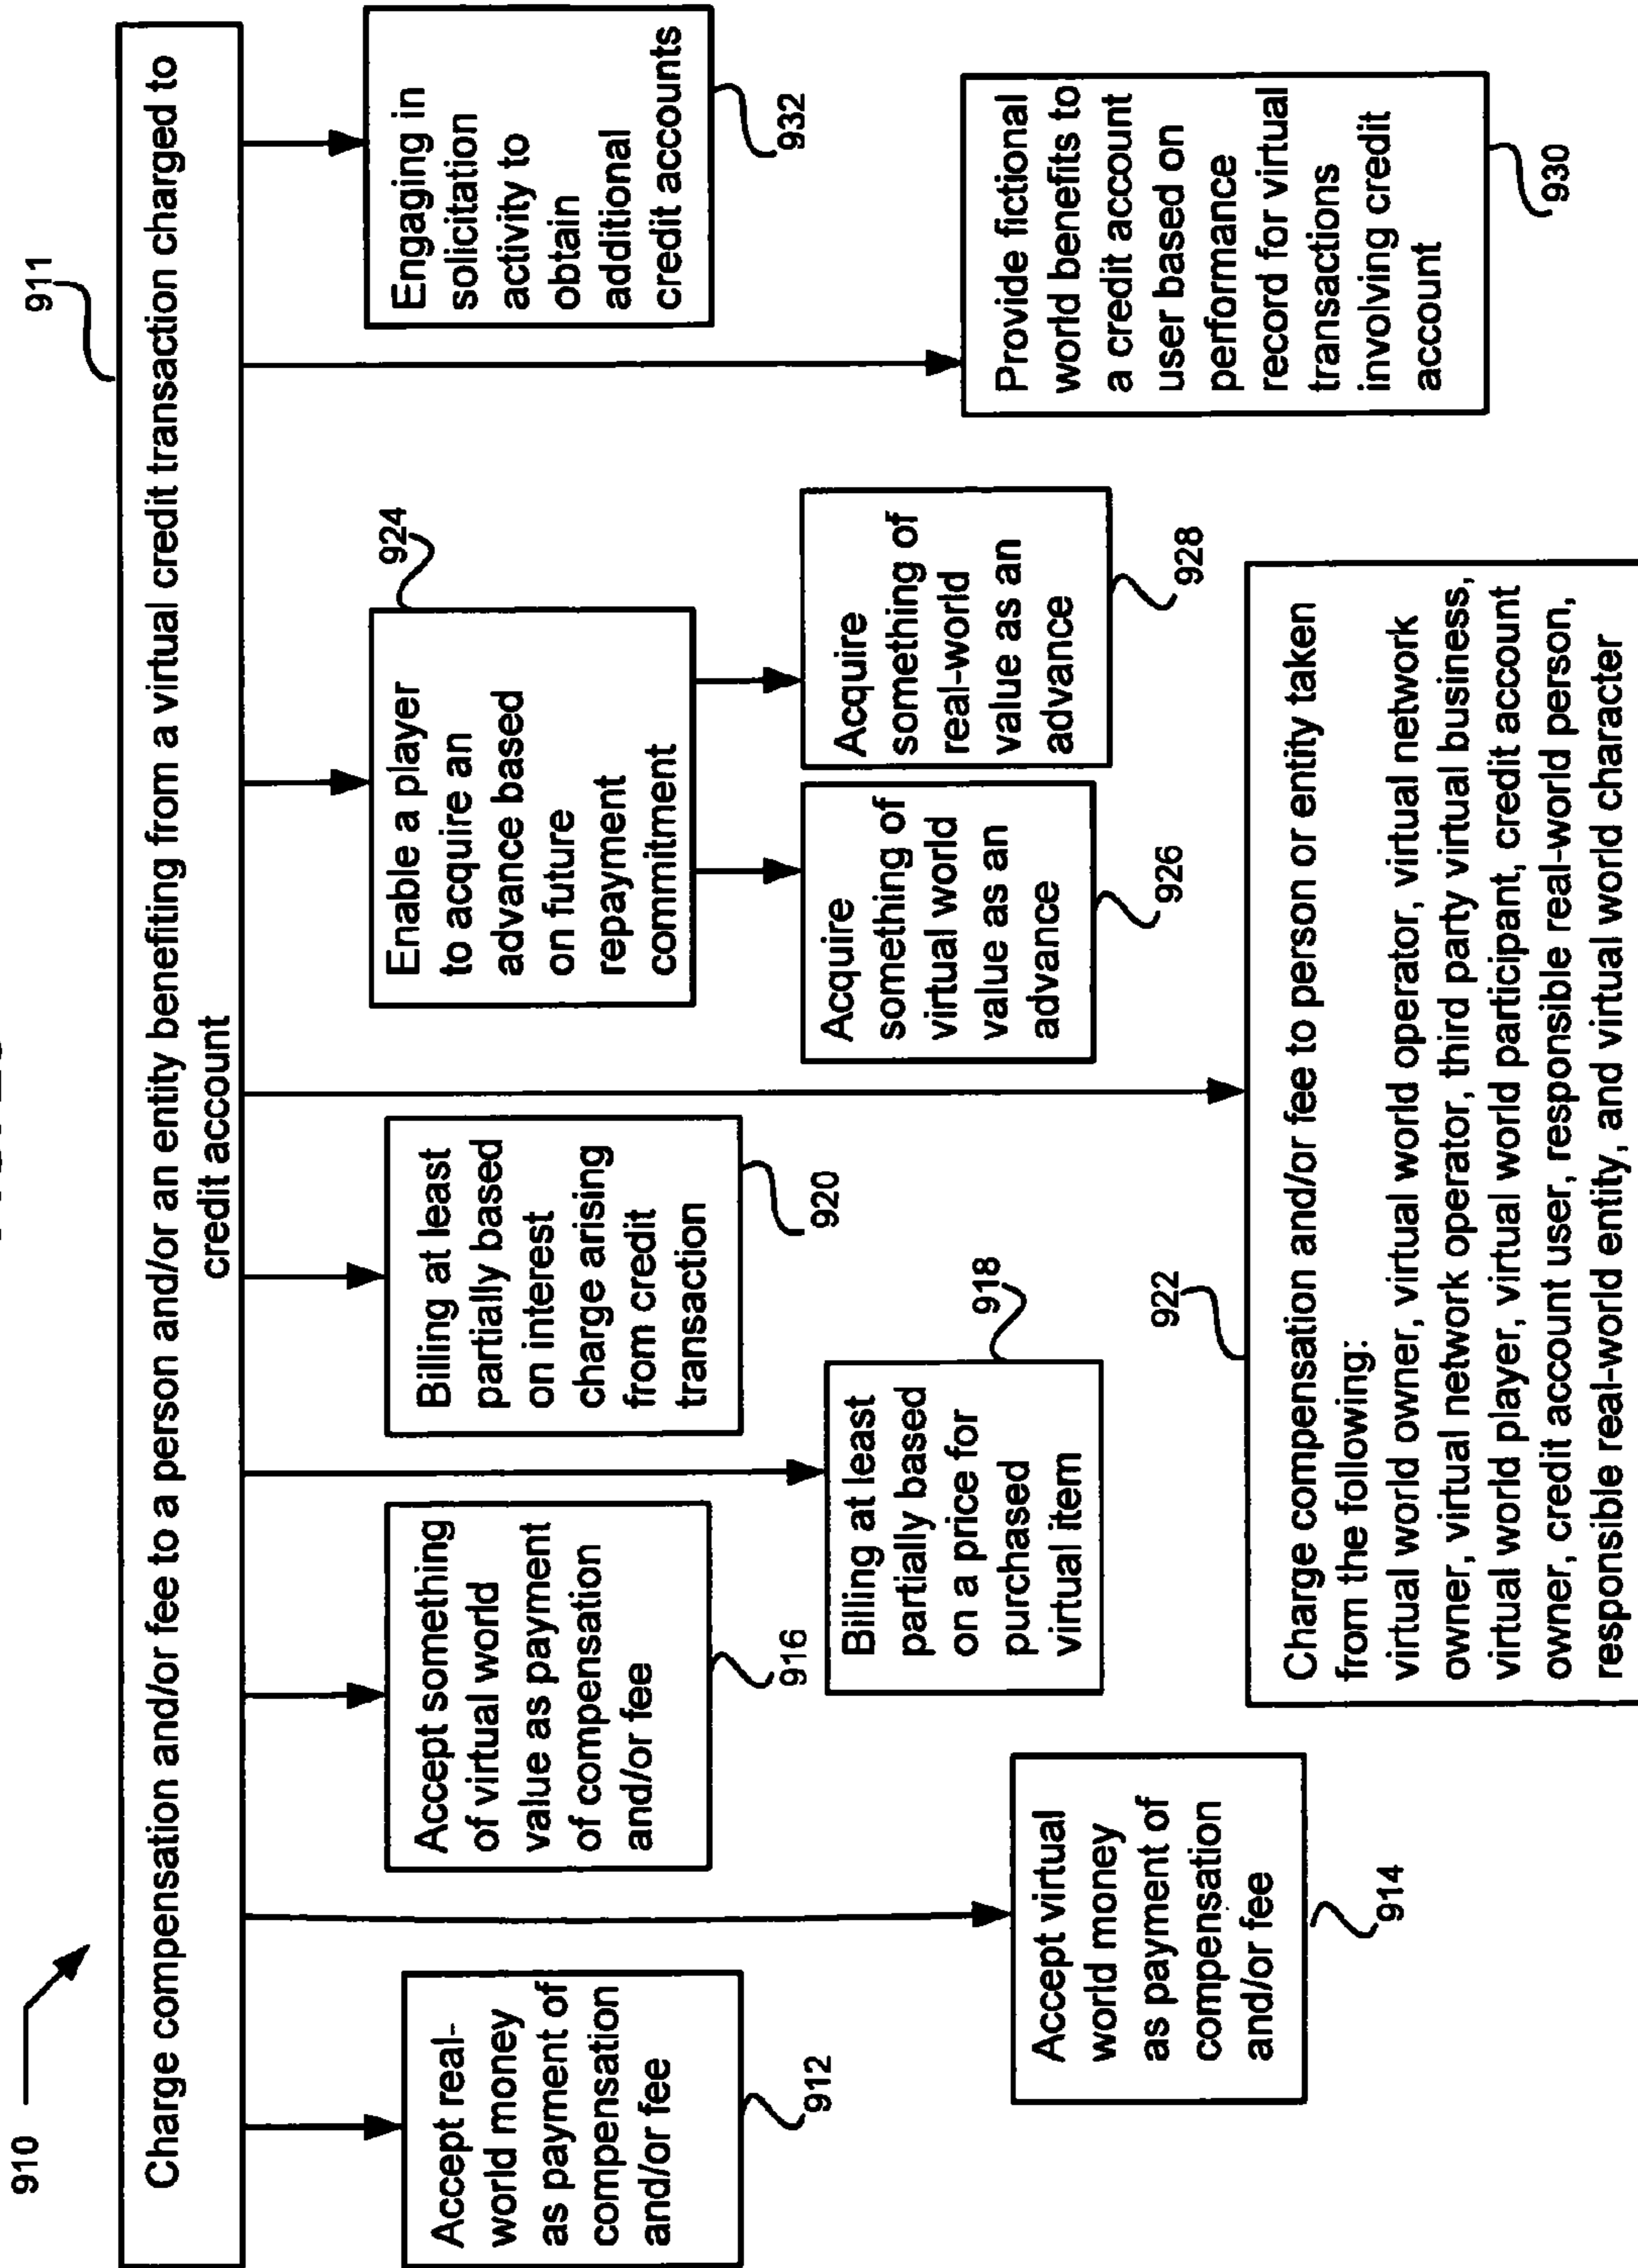 910
911
Charge compensation and/or fee to a person and/or an entity benefiting from a virtual credit transaction charged to
credit account
Accept real-
world money
as payment of
compensation
and/or fee
912
Accept virtual
world money
as payment of
compensation
and/or fee
914
Accept something
of virtual world
value as payment
of compensation
and/or fee
916
Billing at least
partially based
on a price for
purchased
virtual item
918
Billing at least
partially based
on interest
charge arising
from credit
transaction
920
922
Charge compensation and/or fee to person or entity taken
from the following:
virtual world owner, virtual world operator, virtual network
owner, virtual network operator, third party virtual business,
virtual world player, virtual world participant, credit account
owner, credit account user, responsible real-world person,
responsible real-world entity, and virtual world character
924
Enable a player
to acquire an
advance based
on future
repayment
commitment
Acquire
something of
virtual world
value as an
advance
926
Acquire
something of
real-world
value as an
advance
928
Provide fictional
world benefits to
a credit account
user based on
performance
record for virtual
transactions
involving credit
account
930
Engaging in
solicitation
activity to
obtain
additional
credit accounts
932